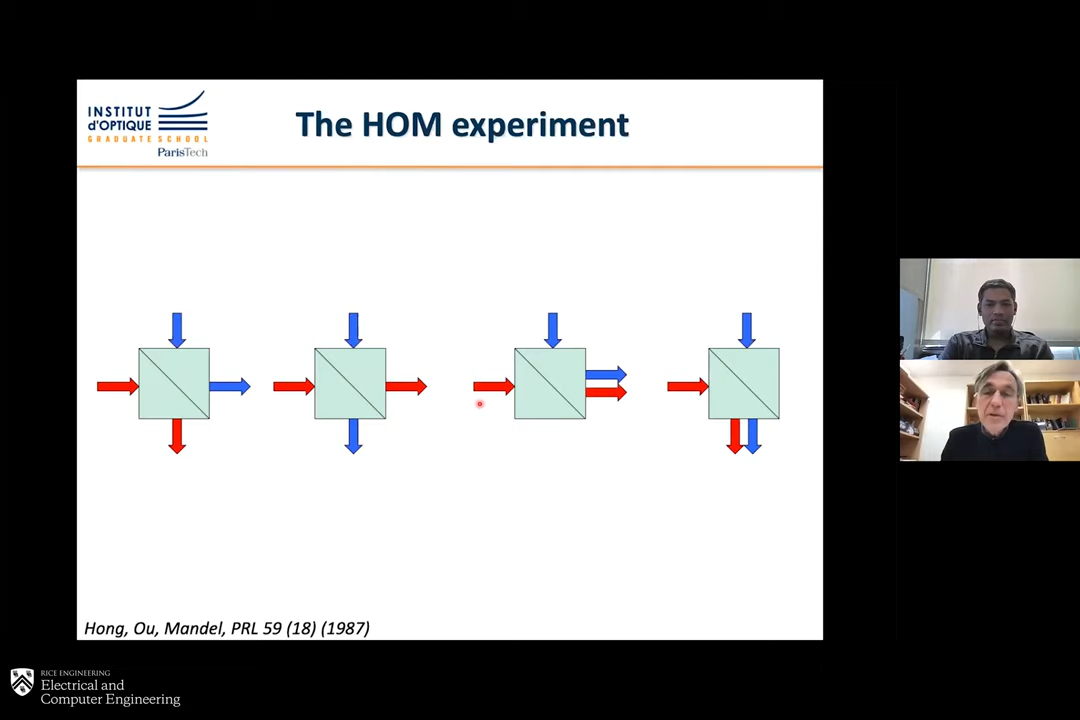 INSTITUT
d'OPTIQUE
GRADUATE SCHOOL
ParisTech
The HOM experiment
Hong, Ou, Mandel, PRL 59 (18) (1987)
RICE ENGINEERING
Electrical and
Computer Engineering